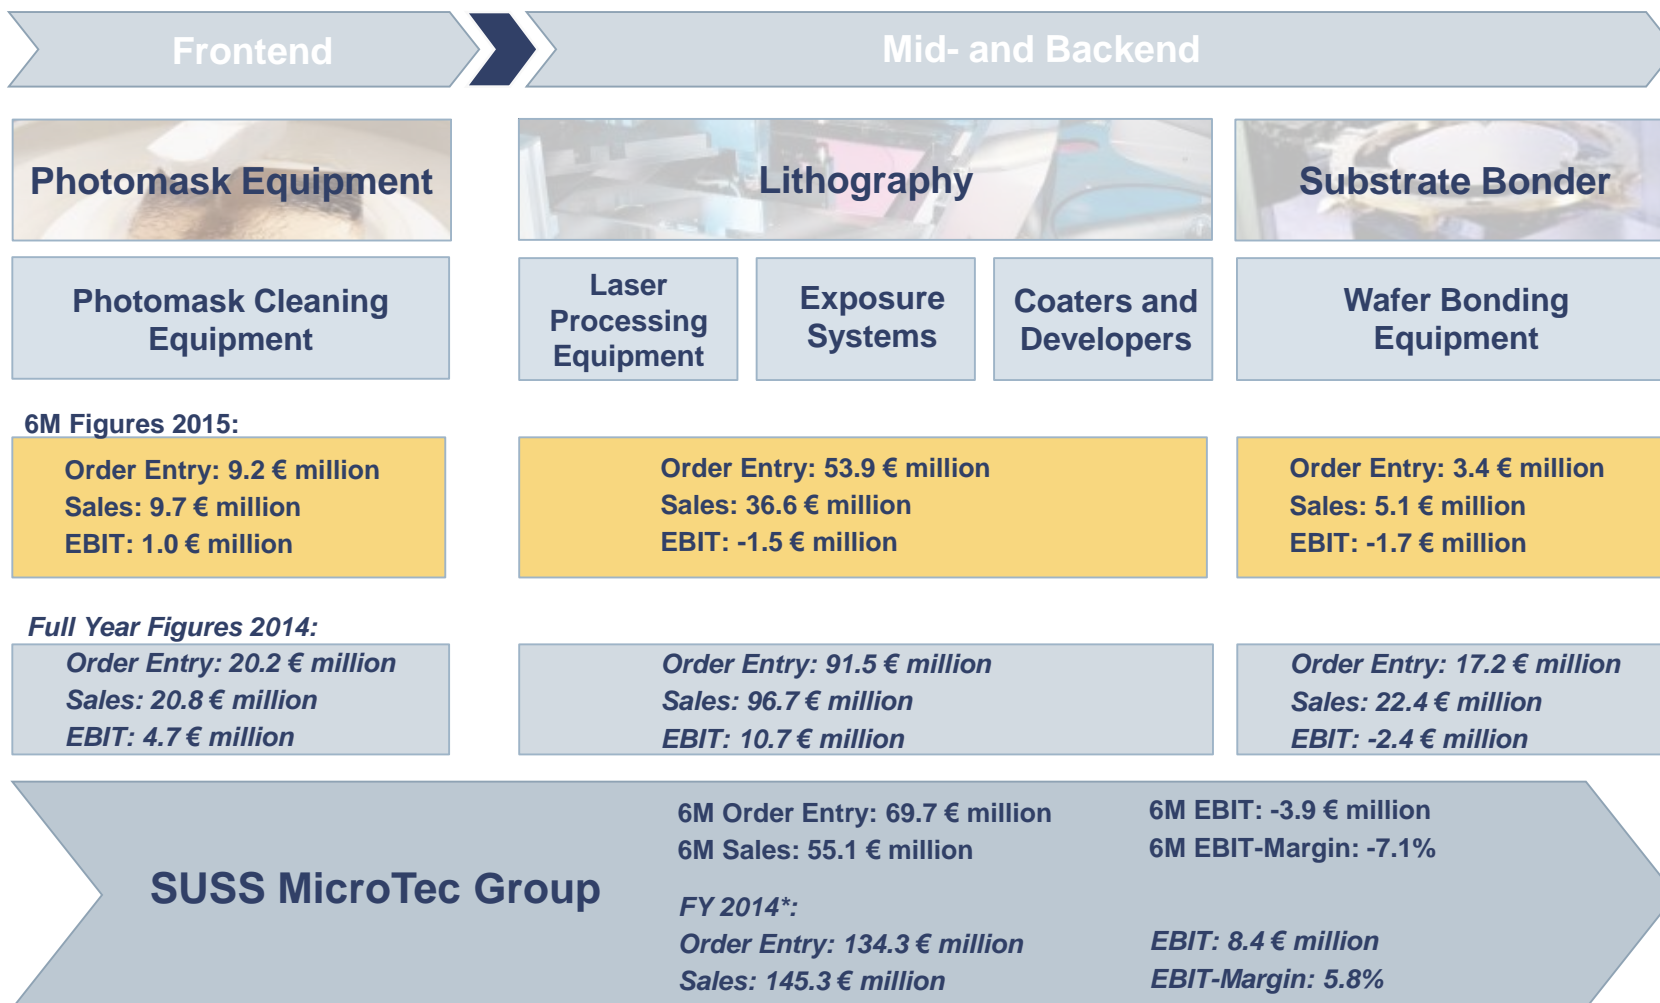 Frontend
Mid- and Backend
Photomask Equipment
Lithography
Substrate Bonder
Photomask Cleaning
Equipment
Laser
Processing
Equipment
Exposure
Systems
Coaters and
Developers
Wafer Bonding
Equipment
6M Figures 2015:
Order Entry: 9.2 € million
Sales: 9.7 € million
EBIT: 1.0 € million
Order Entry: 53.9 € million
Sales: 36.6 € million
EBIT: -1.5 € million
Order Entry: 3.4 € million
Sales: 5.1 € million
EBIT: -1.7 € million
Full Year Figures 2014:
Order Entry: 20.2 € million
Sales: 20.8 € million
EBIT: 4.7 € million
Order Entry: 91.5 € million
Sales: 96.7 € million
EBIT: 10.7 € million
Order Entry: 17.2 € million
Sales: 22.4 € million
EBIT: -2.4 € million
SUSS MicroTec Group
6M Order Entry: 69.7 € million
6M Sales: 55.1 € million
6M EBIT: -3.9 € million
6M EBIT-Margin: -7.1%
FY 2014*:
Order Entry: 134.3 € million
Sales: 145.3 € million
EBIT: 8.4 € million
EBIT-Margin: 5.8%